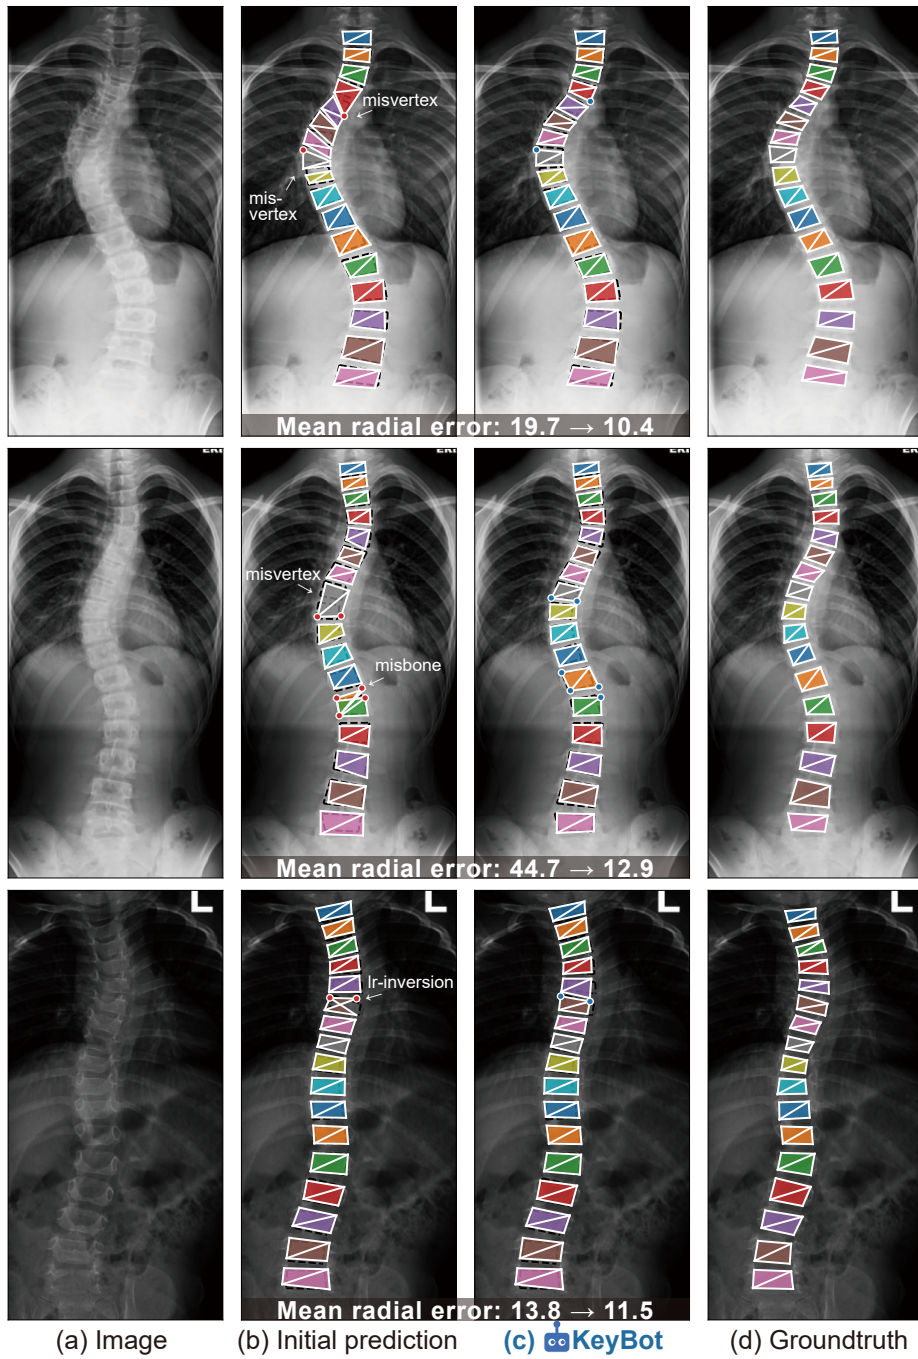 misvertex
mis-
vertex
Mean radial error: 19.7 → 10.4
misvertex
misbone
Mean radial error: 44.7 → 12.9
L
L
L
L
lr-inversion
Mean radial error: 13.8 → 11.5
(a) Image
(b) Initial prediction
(c) KeyBot
(d) Groundtruth